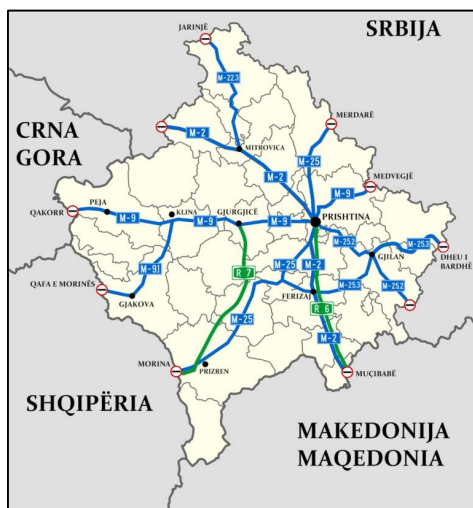 SRBIJA
JARINJË
M-22.3
MERDARË
M-2
CRNA
GORA
MITROVICA
M-25
M-2
MEDVEGJË
M-9
PEJA
KLINA
GJURGJICË
PRISHTINA
QAKORR
M-9
M-9
M-9
M-25.2
M-25.3
GJILAN
DHEU I
BARDHË
M-9.1
R 7
M-25
M-2
QAFA E MORINËS
GJAKOVA
FERIZAJ
M-25.3
M-25.2
R 6
M-25
M-2
MORINA
PRIZREN
MUÇIBABË
SHQIPËRIA
MAKEDONIJA
MAQEDONIA